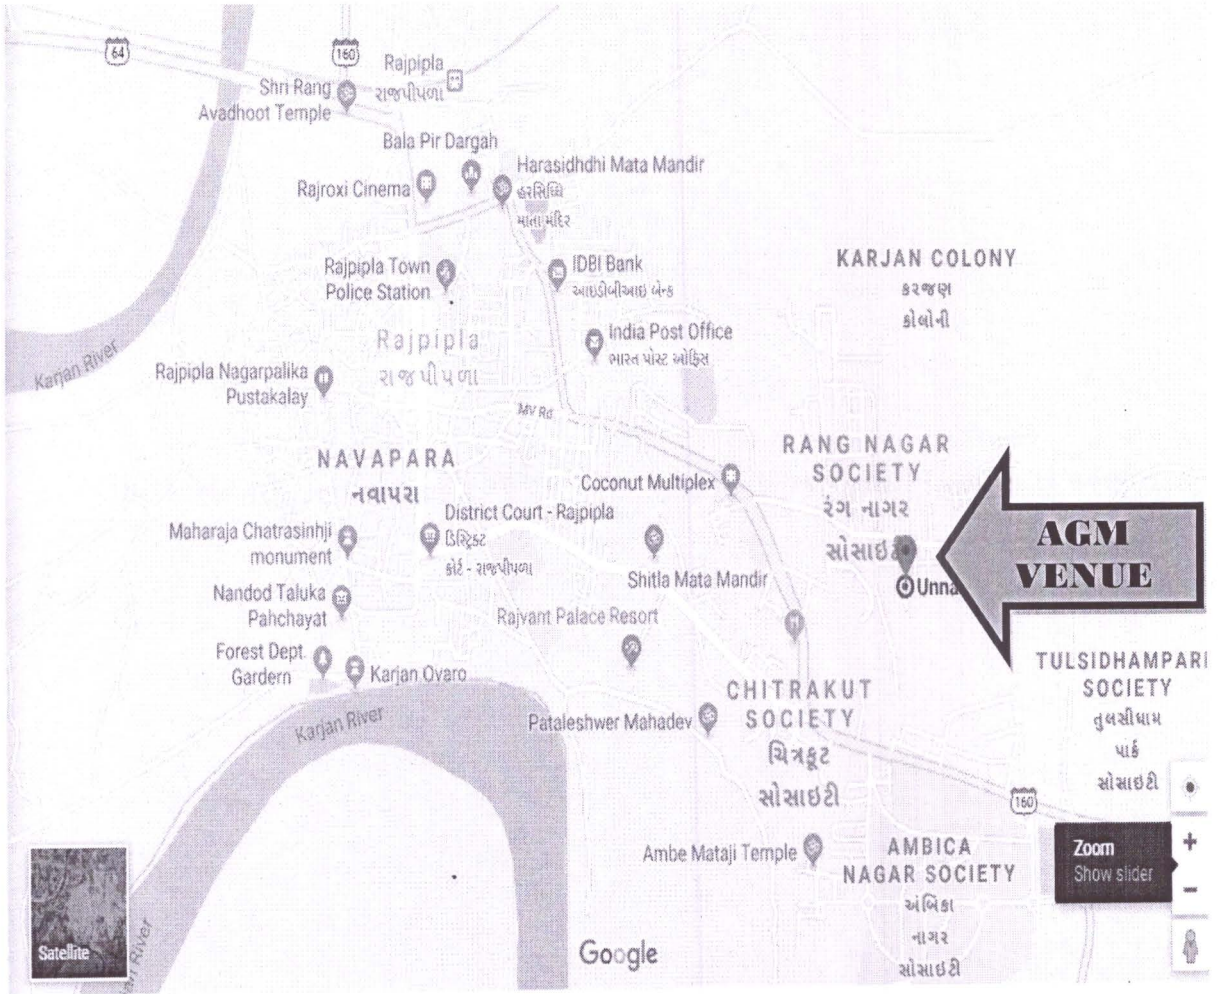 64
160
Rajpipla
રાજપીપળા
Shri Rang
Avadhoot Temple
Bala Pir Dargah
Harasidhdhi Mata Mandir
હરસિધ્ધિ
માતા મંદિર
Rajroxi Cinema
KARJAN COLONY
કરજણ
કોલોની
Rajpipla Town
Police Station
IDBI Bank
આઇડીબીઆઇ બેન્ક
India Post Office
ભારત પોસ્ટ ઓફિસ
Rajpipla
રાજપીપળા
Karjan River
Rajpipla Nagarpalika
Pustakalay
MV Rd
RANG NAGAR
SOCIETY
રંગ નાગર
સોસાઇટી
NAVAPARA
નવાપરા
Coconut Multiplex
District Court - Rajpipla
ડિસ્ટ્રિક્ટ
કોર્ટ - રાજપીપળા
Maharaja Chatrasinhji
monument
AGM
VENUE
Shitla Mata Mandir
Unna
Nandod Taluka
Pahchayat
Rajvant Palace Resort
Forest Dept.
Gardern
Karjan Ovaro
TULSIDHAMPARK
SOCIETY
તુલસીધામ
પાર્ક
સોસાઇટી
CHITRAKUT
SOCIETY
ચિત્રકૂટ
સોસાઇટી
Karjan River
Pataleshwer Mahadev
160
Ambe Mataji Temple
AMBICA
NAGAR SOCIETY
અંબિકા
નાગર
સોસાઇટી
Zoom
Show slider
Satellite
River
Google